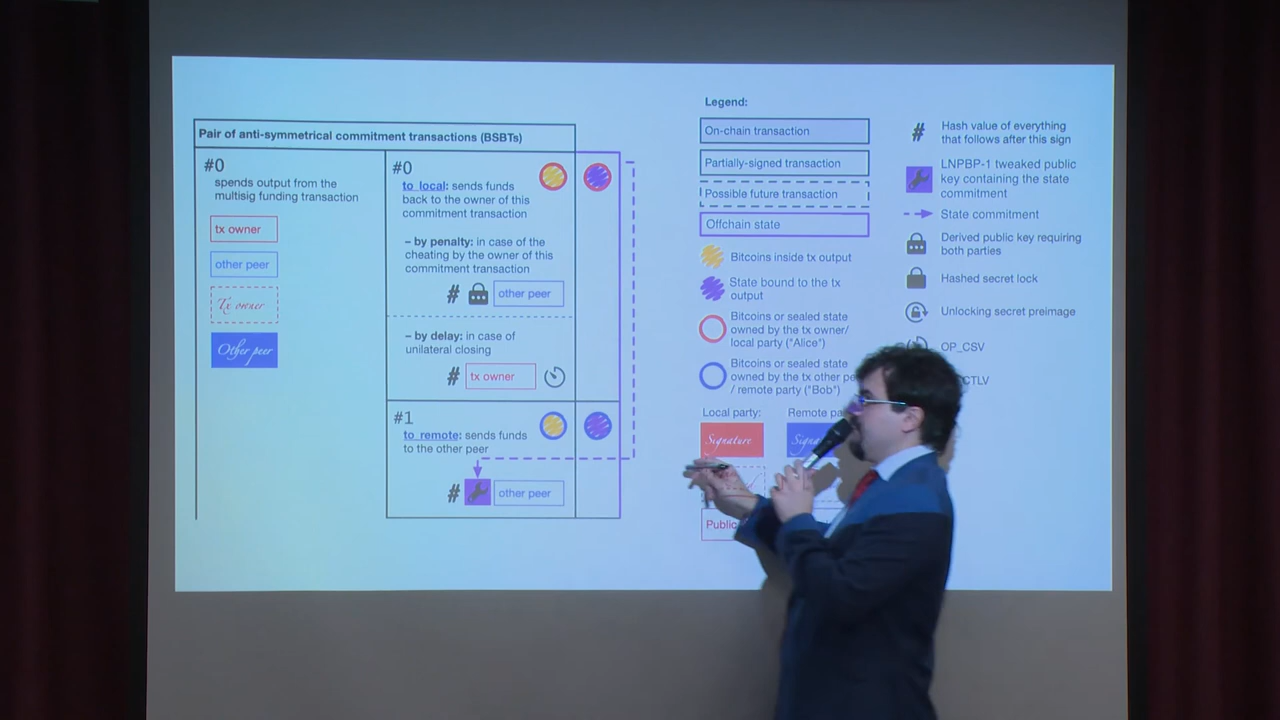 Pair of anti-symmetrical commitment transactions (BSBTs)
#0
spends output from the
multisig funding transaction
tx owner
other peer
Tx owner
Other peer
#0
to_local: sends funds
back to the owner of this
commitment transaction
– by penalty: in case of the
cheating by the owner of this
commitment transaction
#
other peer
– by delay: in case of
unilateral closing
#
tx owner
#1
to_remote: sends funds
to the other peer
#
other peer
Legend:
On-chain transaction
Partially-signed transaction
Possible future transaction
Offchain state
Bitcoins inside tx output
State bound to the tx
output
Bitcoins or sealed state
owned by the tx owner/
local party ("Alice")
Bitcoins or sealed state
owned by the tx other
/ remote party ("Bob")
Local party:
Remote
Signature
Public
#
Hash value of everything
that follows after this sign
LNPBP-1 tweaked public
key containing the state
commitment
State commitment
Derived public key requiring
both parties
Hashed secret lock
Unlocking secret preimage
OP_CSV